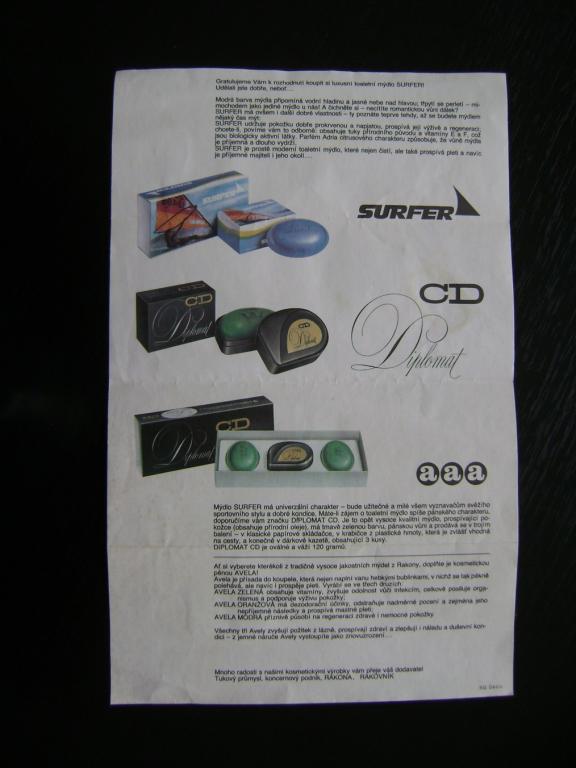 Gratulujeme Vám k rozhodnutí koupit si luxusní toaletní mýdlo SURFER!
Udělali jste dobře, neboť...
Modrá barva mýdla připomíná vodní hladinu a jasné nebe nad hlavou; třpytí se perletí – mi-
mochodem jako jediné mýdlo u nás! A čichněte si – necítíte romantickou vůni dálek?
SURFER má ovšem i další dobré vlastnosti – ty poznáte teprve tehdy, až se budete mýdlem
nějaký čas mýt:
SURFER udržuje pokožku dobře prokrvenou a napjatou, prospívá její výživě a regeneraci;
chcete-li, povíme vám to odborně: obsahuje tuky přírodního původu a vitamíny E a F, což
jsou biologicky aktivní látky. Parfém Adria citrusového charakteru způsobuje, že vůně mýdla
je příjemná a dlouho vydrží.
SURFER je prostě moderní toaletní mýdlo, které nejen čistí, ale také prospívá pleti a navíc
je příjemné majiteli i jeho okolí...
SURFER
CD
Diplomat
CD
Diplomat
CD
Diplomat
aaa
Mýdlo SURFER má univerzální charakter – bude užitečné a milé všem vyznavačům svěžího
sportovního stylu a dobré kondice. Máte-li zájem o toaletní mýdlo spíše pánského charakteru,
doporučíme vám značku DIPLOMAT CD. Je to opět vysoce kvalitní mýdlo, prospívající po-
kožce (obsahuje přírodní oleje), má tmavě zelenou barvu, pánskou vůni a prodává se v trojím
balení – v klasické papírové skládačce, v krabičce z plastické hmoty, která je zvlášť vhodná
na cesty, a konečně v dárkové kazetě, obsahující 3 kusy.
DIPLOMAT CD je oválné a váží 120 gramů.
Ať si vyberete kterékoli z tradičně vysoce jakostních mýdel z Rakony, doplňte je kosmetickou
pěnou AVELA!
Avela je přísada do koupele, která nejen naplní vanu hebkými bublinkami, v nichž se tak pěkně
polehává, ale navíc i prospěje pleti. Vyrábí se ve třech druzích:
AVELA ZELENÁ obsahuje vitamíny, zvyšuje odolnost vůči infekcím, celkově posiluje orga-
nismus a podporuje výživu pokožky;
AVELA ORANŽOVÁ má dezodorační účinky, odstraňuje nadměrné pocení a zejména jeho
nepříjemné následky a prospívá mastné pleti;
AVELA MODRÁ příznivě působí na regeneraci zdravé i nemocné pokožky.
Všechny tři Avely zvyšují požitek z lázně, prospívají zdraví a zlepšují i náladu a duševní kon-
dici – z jemné náruče Avely vystoupíte jako znovuzrození...
Mnoho radosti s našimi kosmetickými výrobky vám přeje váš dodavatel
Tukový průmysl, koncernový podnik, RAKONA, RAKOVNÍK